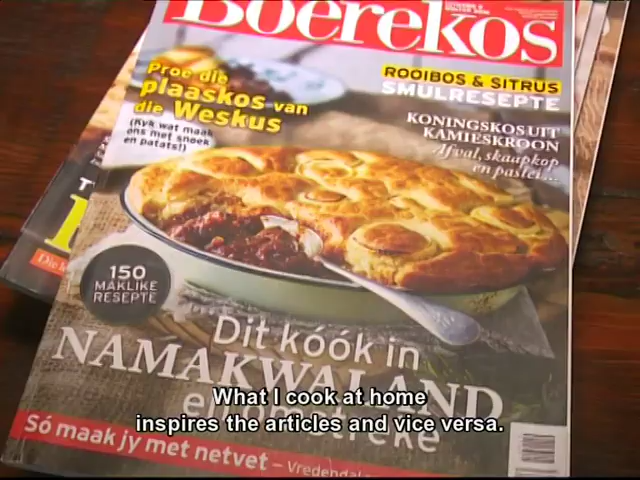 Boerekos
Proe die
plaaskos van
die Weskus
(Kyk wat maak
ons met snoek
en patats!)
ROOIBOS & SITRUS
SMULRESEPTE
KONINGSKOS UIT
KAMIESKROON
Afval, skaapkop
en pastei...
150
MAKLIKE
RESEPTE
Dit kóók in
NAMAKWALAND
en omstreke
Só maak jy met netvet – Vredendal
What I cook at home
inspires the articles and vice versa.